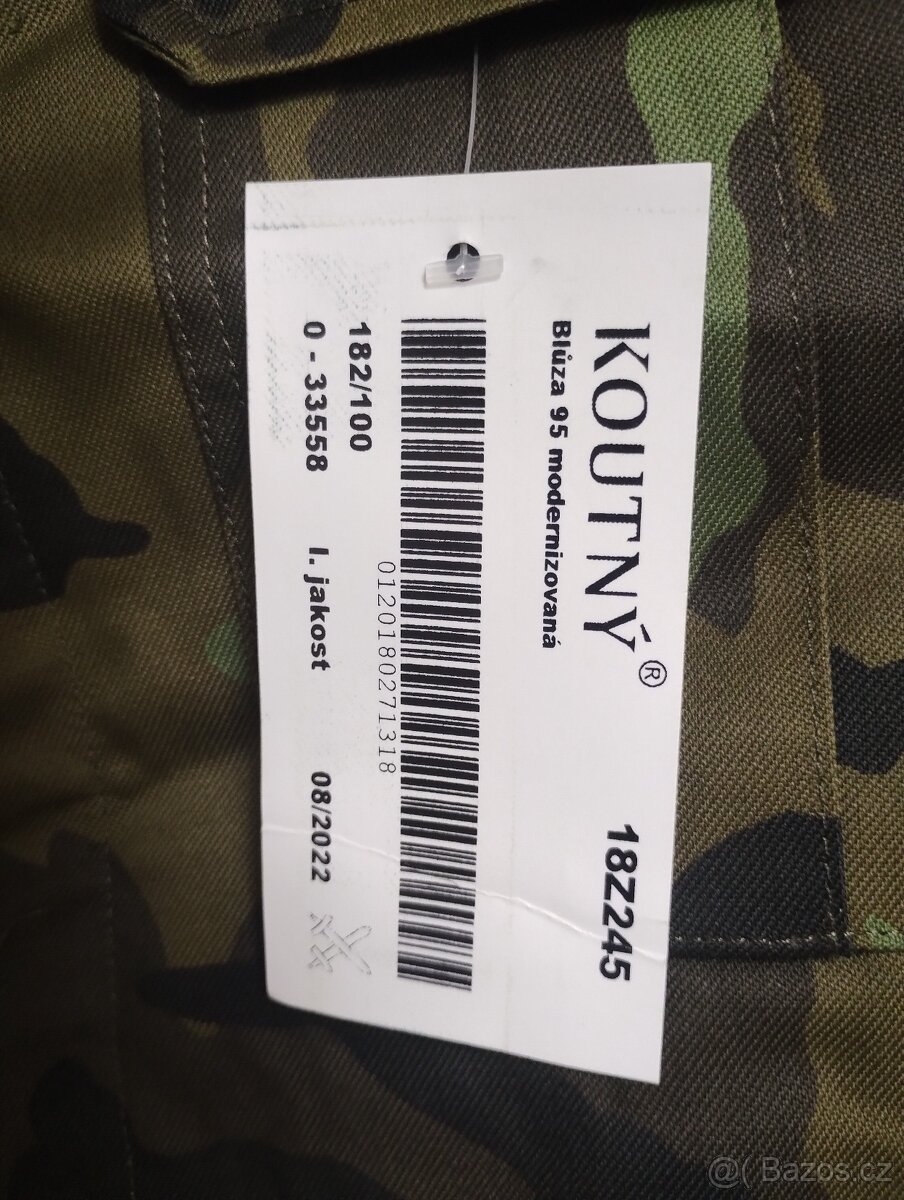 KOUTNÝ® 18Z245
Blůza 95 modernizovaná
0120180271318
182/100
0 - 33558 I. jakost 08/2022
@( Bazos.cz